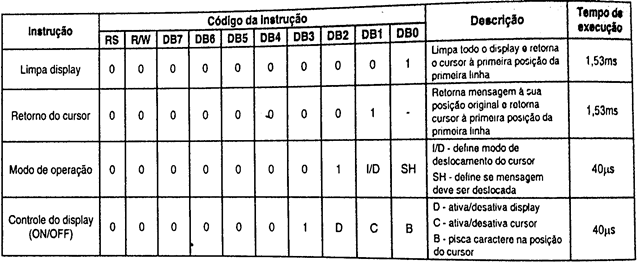 Instrução Código da Instrução Descrição Tempo de execução
RS R/W DB7 DB6 DB5 DB4 DB3 DB2 DB1 DB0
Limpa display 0 0 0 0 0 0 0 0 0 1 Limpa todo o display e retorna o cursor à primeira posição da primeira linha 1,53ms
Retorno do cursor 0 0 0 0 0 0 0 0 1 - Retorna mensagem à sua posição original e retorna cursor à primeira posição da primeira linha 1,53ms
Modo de operação 0 0 0 0 0 0 0 1 I/D SH I/D - define modo de deslocamento do cursor SH - define se mensagem deve ser deslocada 40µs
Controle do display (ON/OFF) 0 0 0 0 0 0 1 D C B D - ativa/desativa display C - ativa/desativa cursor B - pisca caractere na posição do cursor 40µs